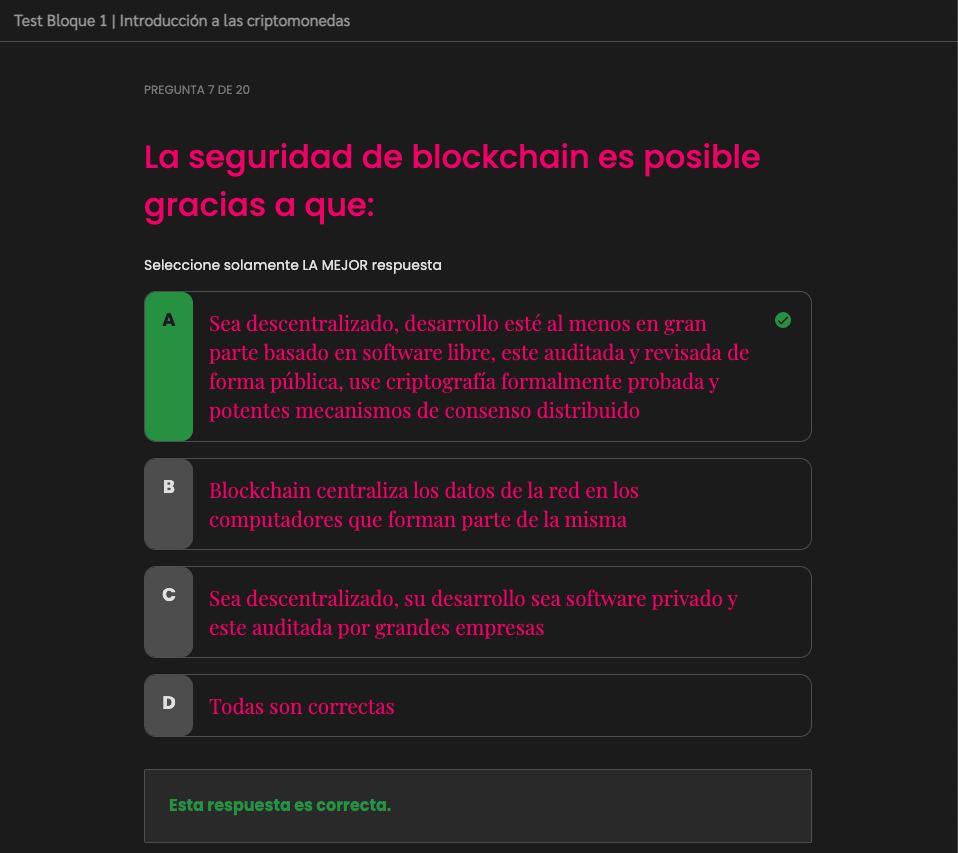 Test Bloque 1 | Introducción a las criptomonedas
PREGUNTA 7 DE 20
La seguridad de blockchain es posible
gracias a que:
Seleccione solamente LA MEJOR respuesta
A
Sea descentralizado, desarrollo esté al menos en gran
parte basado en software libre, este auditada y revisada de
forma pública, use criptografía formalmente probada y
potentes mecanismos de consenso distribuido
B
Blockchain centraliza los datos de la red en los
computadores que forman parte de la misma
C
Sea descentralizado, su desarrollo sea software privado y
este auditada por grandes empresas
D
Todas son correctas
Esta respuesta es correcta.